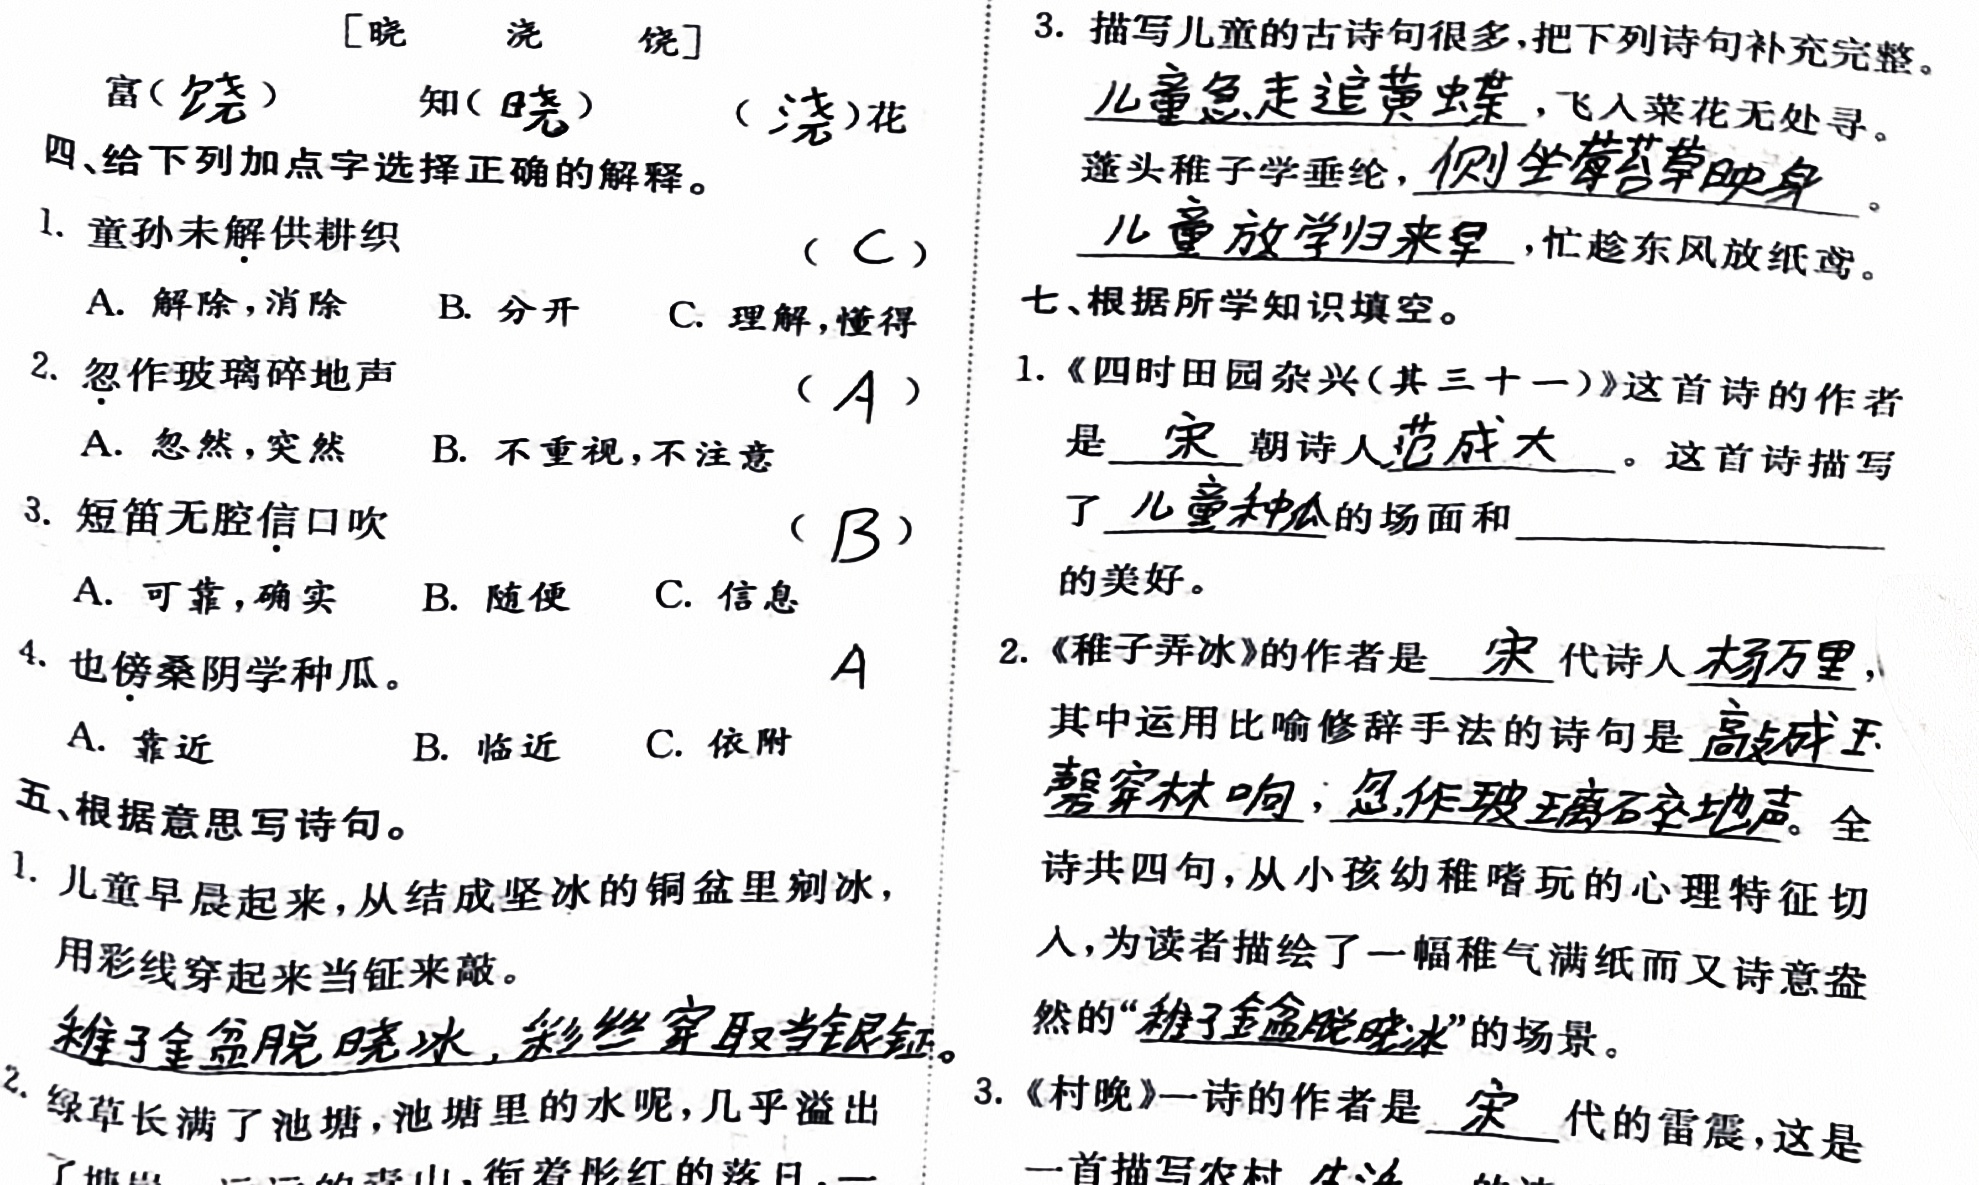 [晓 浇 饶]
富(饶) 知(晓) (浇)花
四、给下列加点字选择正确的解释。
1. 童孙未解供耕织 (C)
A. 解除,消除 B. 分开 C. 理解,懂得
2. 忽作玻璃碎地声 (A)
A. 忽然,突然 B. 不重视,不注意
3. 短笛无腔信口吹 (B)
A. 可靠,确实 B. 随便 C. 信息
4. 也傍桑阴学种瓜。 A
A. 靠近 B. 临近 C. 依附
五、根据意思写诗句。
1. 儿童早晨起来,从结成坚冰的铜盆里剜冰,
用彩线穿起来当钲来敲。
稚子金盆脱晓冰,彩丝穿取当银钲。
2. 绿草长满了池塘,池塘里的水呢,几乎溢出
了塘岸。远远的青山,衔着彤红的落日,一
3. 描写儿童的古诗句很多,把下列诗句补充完整。
儿童急走追黄蝶,飞入菜花无处寻。
蓬头稚子学垂纶,侧坐莓苔草映身。
儿童放学归来早,忙趁东风放纸鸢。
七、根据所学知识填空。
1.《四时田园杂兴(其三十一)》这首诗的作者
是 宋 朝诗人范成大。这首诗描写
了 儿童种瓜的场面和
的美好。
2.《稚子弄冰》的作者是 宋 代诗人杨万里,
其中运用比喻修辞手法的诗句是 敲成玉
磬穿林响;忽作玻璃碎地声。全
诗共四句,从小孩幼稚嗜玩的心理特征切
入,为读者描绘了一幅稚气满纸而又诗意盎
然的“稚子金盆脱晓冰”的场景。
3.《村晚》一诗的作者是 宋 代的雷震,这是
一首描写农村 生活 的诗